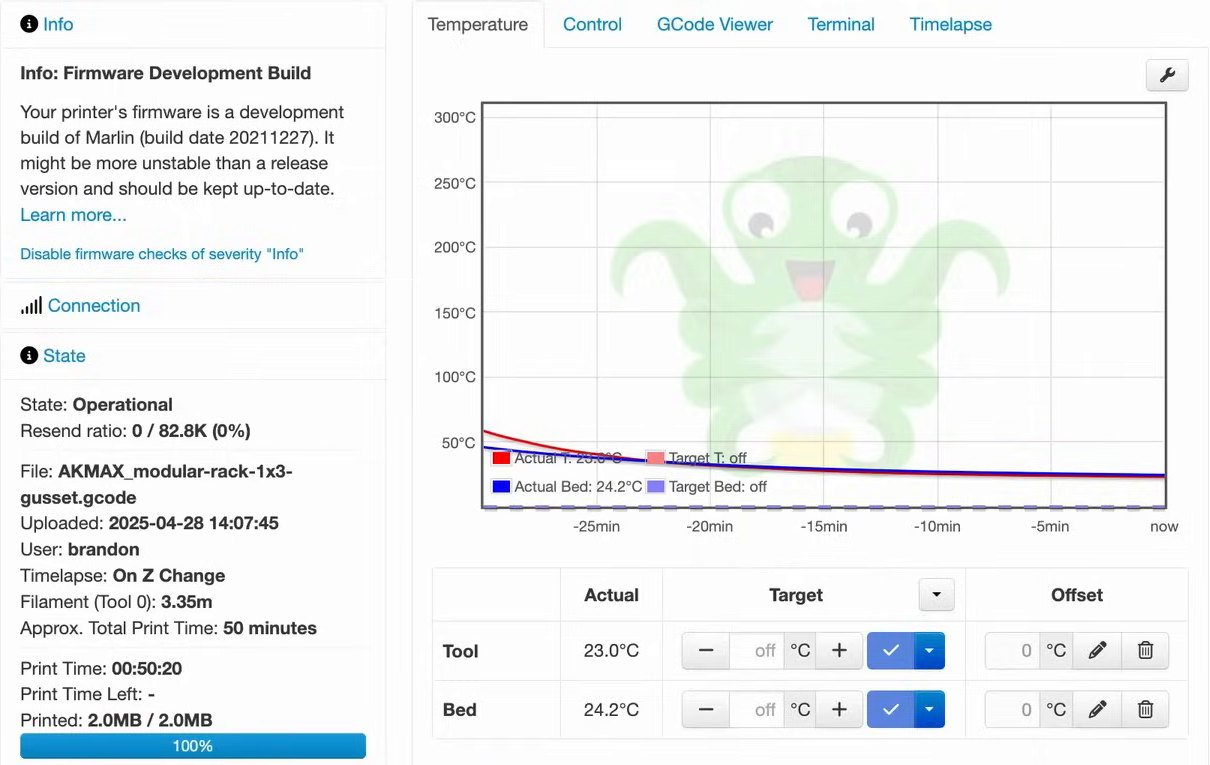 Info
Info: Firmware Development Build
Your printer's firmware is a development
build of Marlin (build date 20211227). It
might be more unstable than a release
version and should be kept up-to-date.
Learn more...
Disable firmware checks of severity "Info"
Connection
State
State: Operational
Resend ratio: 0 / 82.8K (0%)
File: AKMAX_modular-rack-1x3-
gusset.gcode
Uploaded: 2025-04-28 14:07:45
User: brandon
Timelapse: On Z Change
Filament (Tool 0): 3.35m
Approx. Total Print Time: 50 minutes
Print Time: 00:50:20
Print Time Left: -
Printed: 2.0MB / 2.0MB
100%
Temperature Control GCode Viewer Terminal Timelapse
300°C
250°C
200°C
150°C
100°C
50°C
Actual T: 23.0°C Target T: off
Actual Bed: 24.2°C Target Bed: off
-25min -20min -15min -10min -5min now
Actual Target Offset
Tool 23.0°C off °C 0 °C
Bed 24.2°C off °C 0 °C